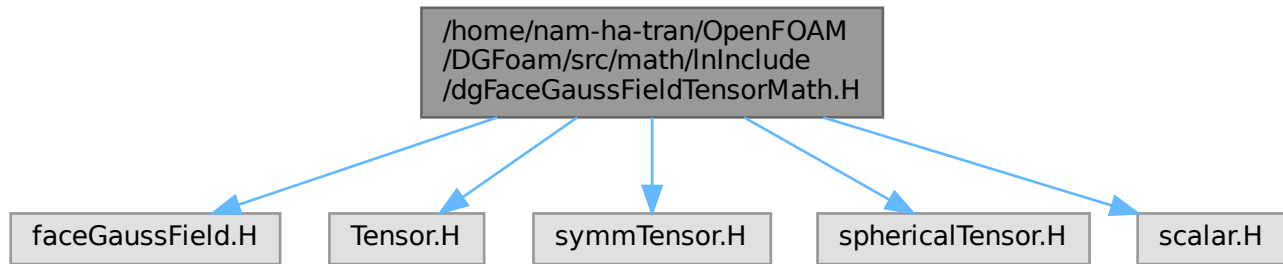 /home/nam-ha-tran/OpenFOAM
/DGFoam/src/math/lnInclude
/dgFaceGaussFieldTensorMath.H
faceGaussField.H
Tensor.H
symmTensor.H
sphericalTensor.H
scalar.H